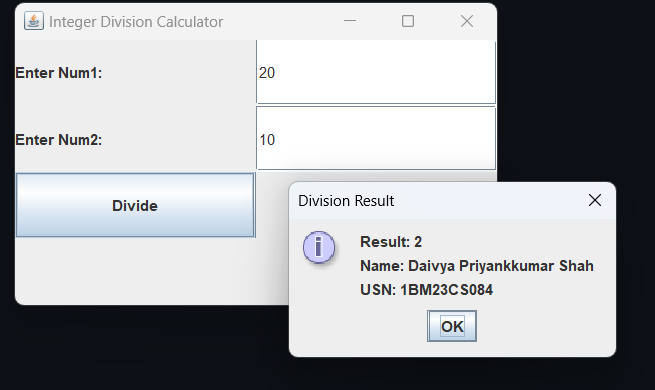 Integer Division Calculator
Enter Num1:
20
Enter Num2:
10
Divide
Division Result
Result: 2
Name: Daivya Priyankkumar Shah
USN: 1BM23CS084
OK